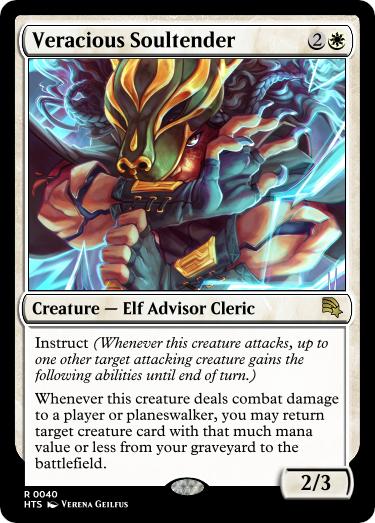 Veracious Soultender 2
Creature — Elf Advisor Cleric
Instruct (Whenever this creature attacks, up to
one other target attacking creature gains the
following abilities until end of turn.)
Whenever this creature deals combat damage
to a player or planeswalker, you may return
target creature card with that much mana
value or less from your graveyard to the
battlefield.
2/3
R 0040
HTS VERENA GEILFUS